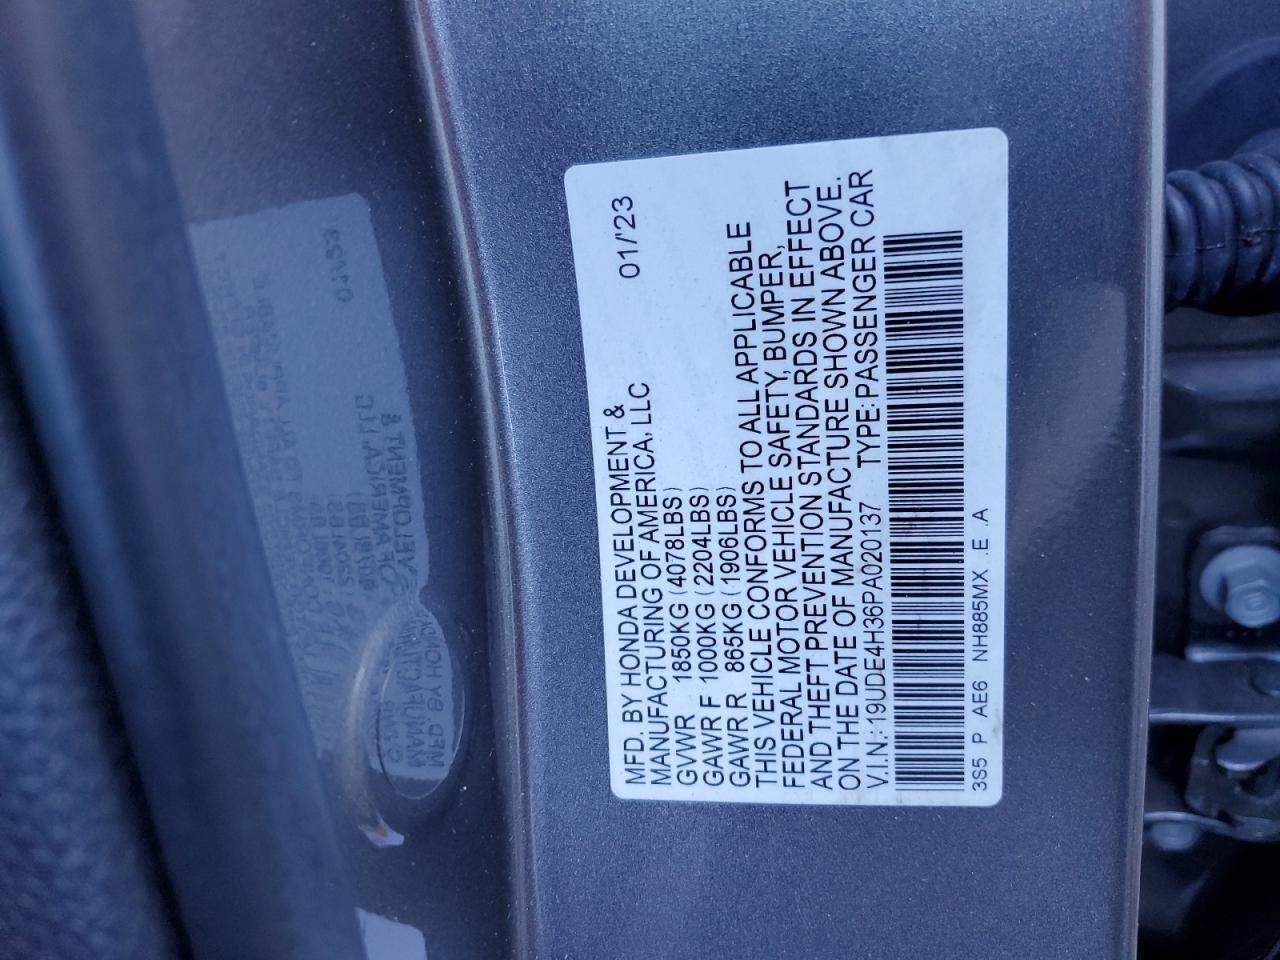 MFD. BY HONDA DEVELOPMENT & 01/'23
MANUFACTURING OF AMERICA, LLC
GVWR 1850KG (4078LBS)
GAWR F 1000KG (2204LBS)
GAWR R 865KG (1906LBS)
THIS VEHICLE CONFORMS TO ALL APPLICABLE
FEDERAL MOTOR VEHICLE SAFETY, BUMPER,
AND THEFT PREVENTION STANDARDS IN EFFECT
ON THE DATE OF MANUFACTURE SHOWN ABOVE.
V.I.N.: 19UDE4H36PA020137 TYPE: PASSENGER CAR
3S5 P AE6 NH885MX .E .A